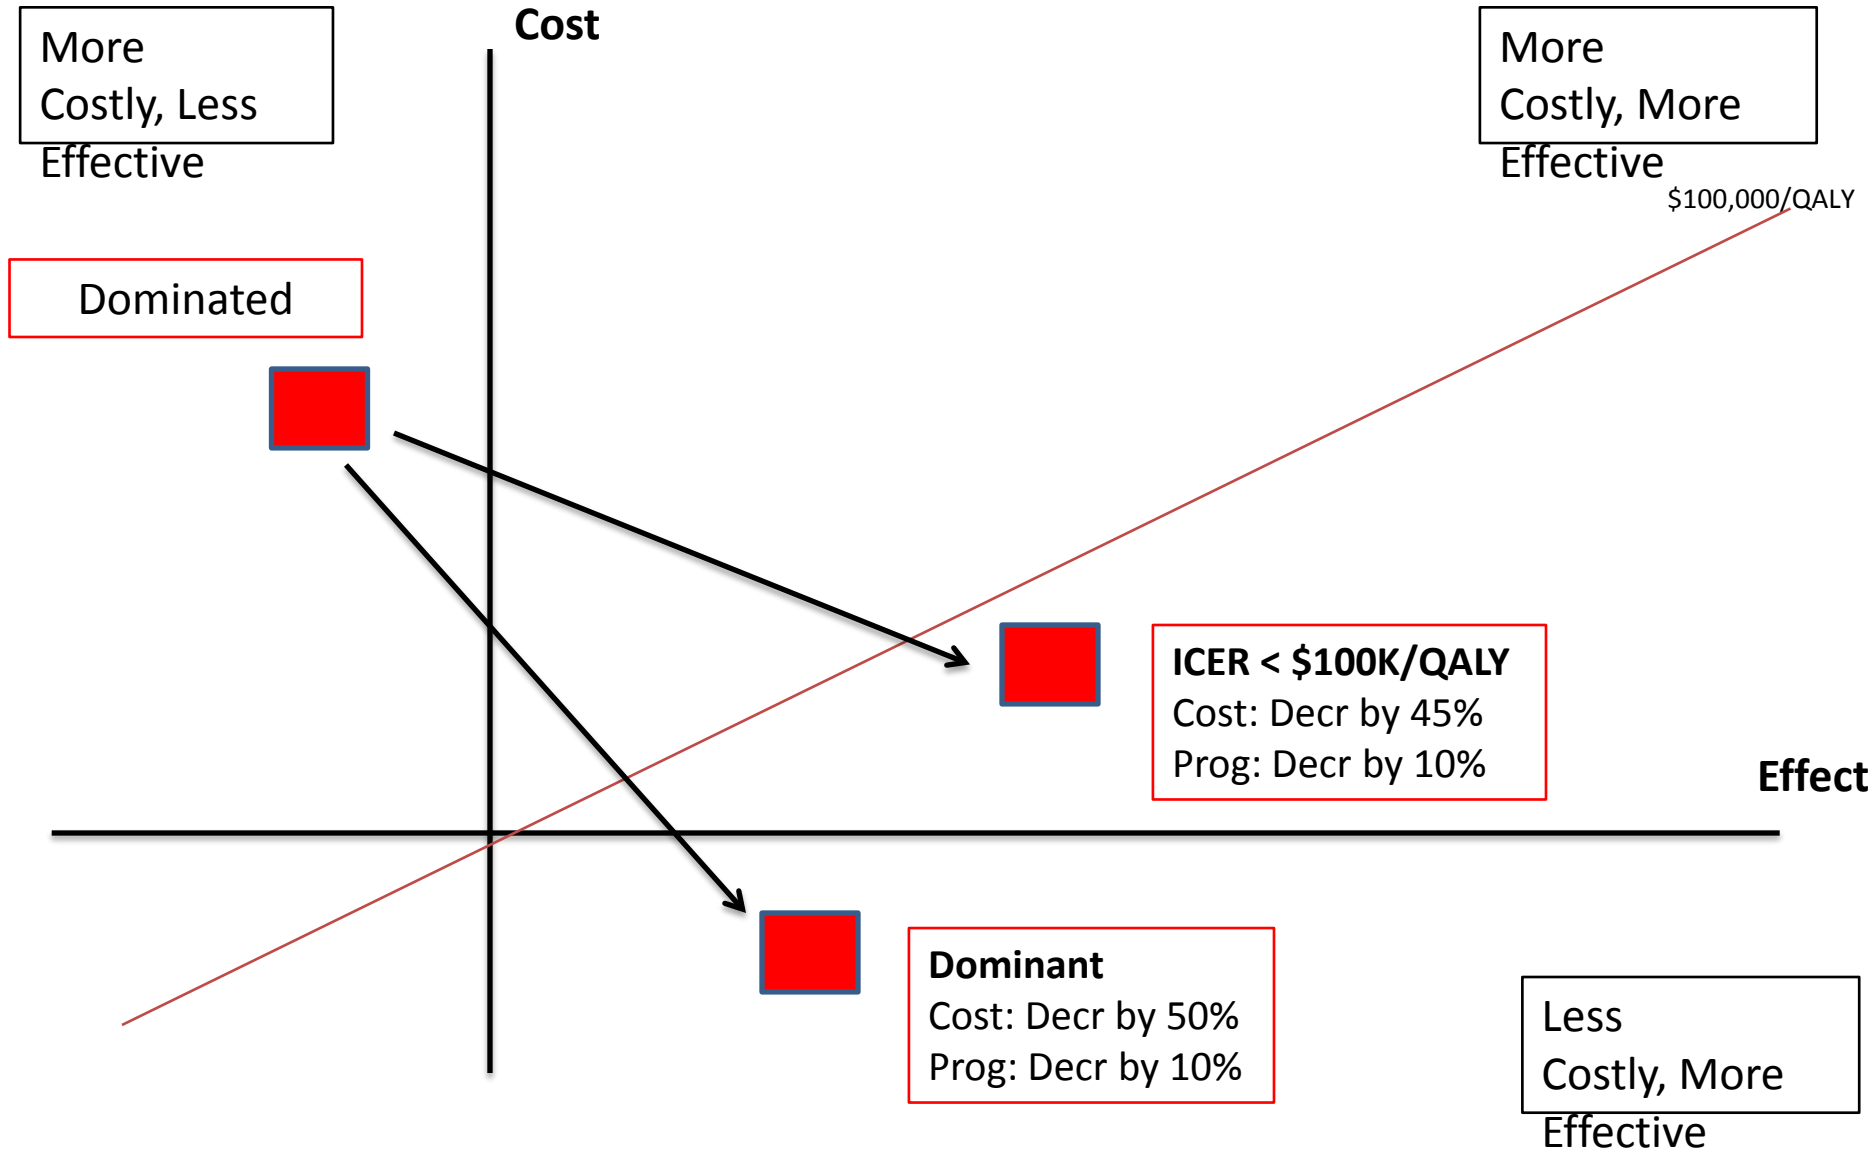 Cost
More
Costly, Less
Effective
More
Costly, More
Effective
$100,000/QALY
Dominated
ICER < $100K/QALY
Cost: Decr by 45%
Prog: Decr by 10%
Effect
Dominant
Cost: Decr by 50%
Prog: Decr by 10%
Less
Costly, More
Effective